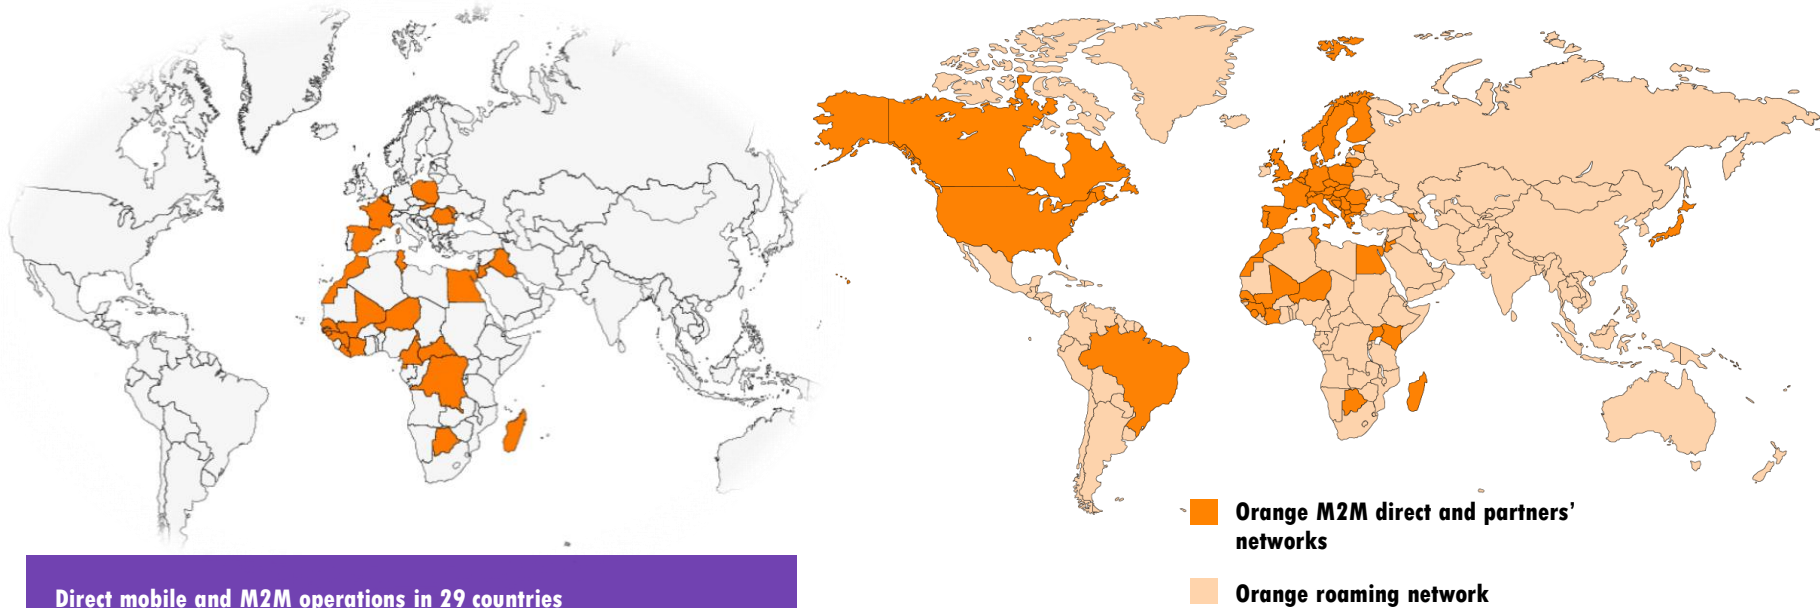 Orange M2M direct and partners’
networks
Orange roaming network
Direct mobile and M2M operations in 29 countries